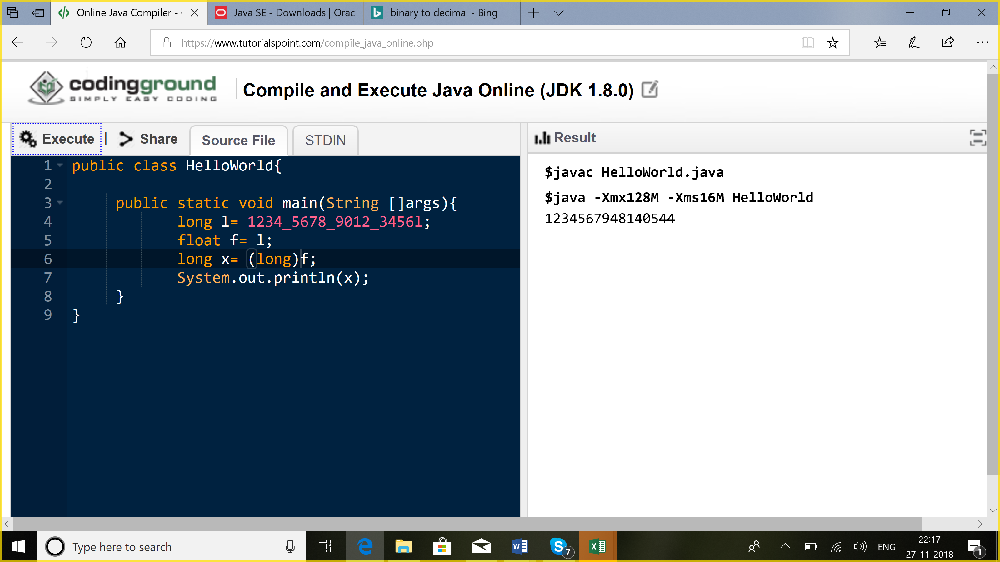 Online Java Compiler -
Java SE - Downloads | Oracl
binary to decimal - Bing
https://www.tutorialspoint.com/compile_java_online.php
codingground
SIMPLY EASY CODING
Compile and Execute Java Online (JDK 1.8.0)
Execute | Share Source File STDIN
Result
1 public class HelloWorld{
2
3 public static void main(String []args){
4 long l= 1234_5678_9012_3456l;
5 float f= l;
6 long x= (long)f;
7 System.out.println(x);
8 }
9 }
$javac HelloWorld.java
$java -Xmx128M -Xms16M HelloWorld
1234567948140544
Type here to search
7
ENG
22:17
27-11-2018
1